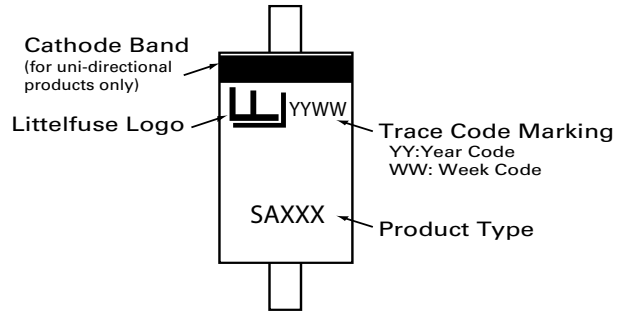 Cathode Band
(for uni-directional
products only)
Littelfuse Logo
YYWW
Trace Code Marking
YY:Year Code
WW: Week Code
SAXXX
Product Type